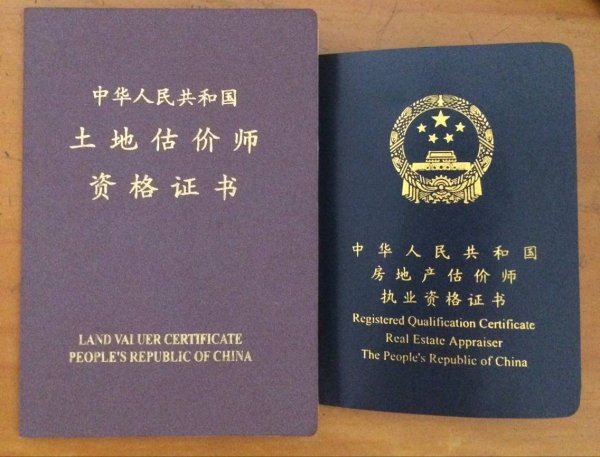 中华人民共和国
土地估价师
资格证书
LAND VALUER CERTIFICATE
PEOPLE'S REPUBLIC OF CHINA
中华人民共和国
房地产估价师
执业资格证书
Registered Qualification Certificate
Real Estate Appraiser
The People's Republic of China